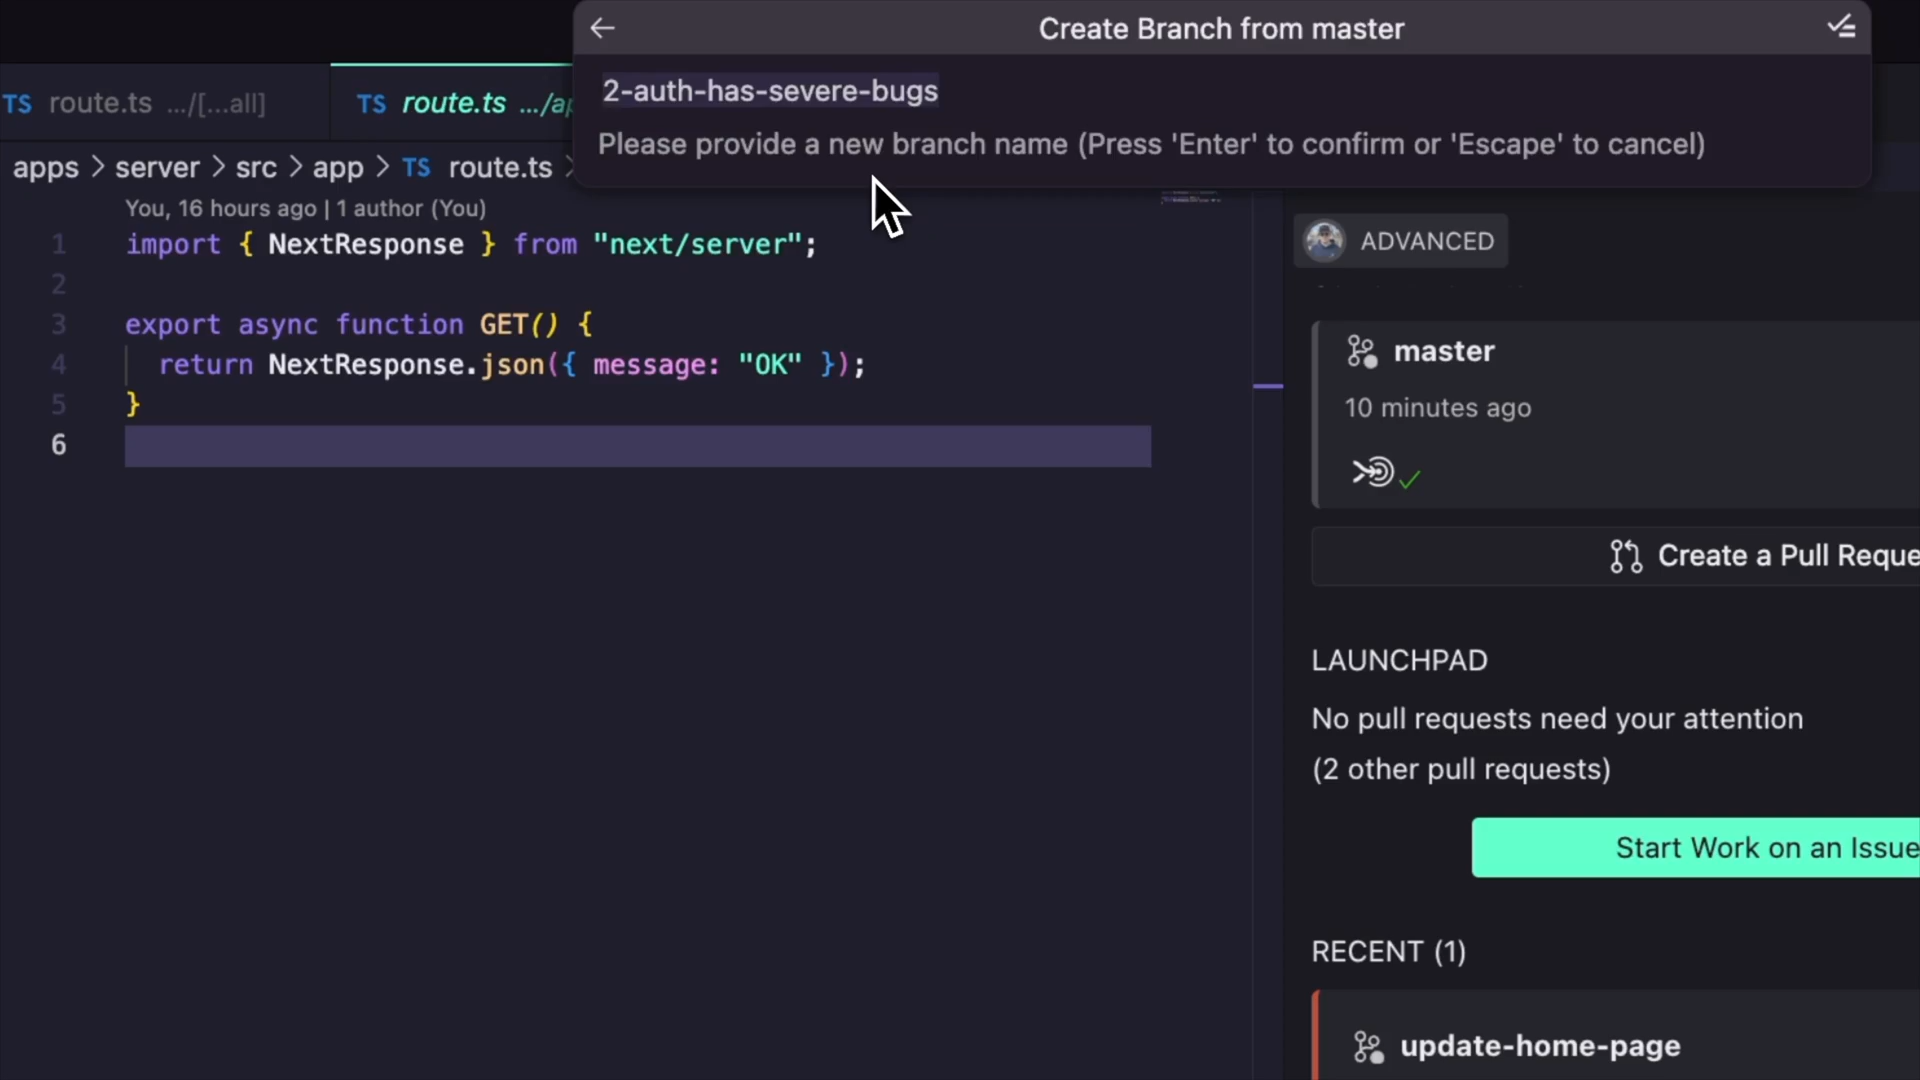 Create Branch from master
2-auth-has-severe-bugs
Please provide a new branch name (Press 'Enter' to confirm or 'Escape' to cancel)
TS route.ts .../[...all]
TS route.ts .../ap
apps > server > src > app > TS route.ts >
You, 16 hours ago | 1 author (You)
1 import { NextResponse } from "next/server";
2
3 export async function GET() {
4 return NextResponse.json({ message: "OK" });
5 }
6
ADVANCED
master
10 minutes ago
Create a Pull Reque
LAUNCHPAD
No pull requests need your attention
(2 other pull requests)
Start Work on an Issue
RECENT (1)
update-home-page